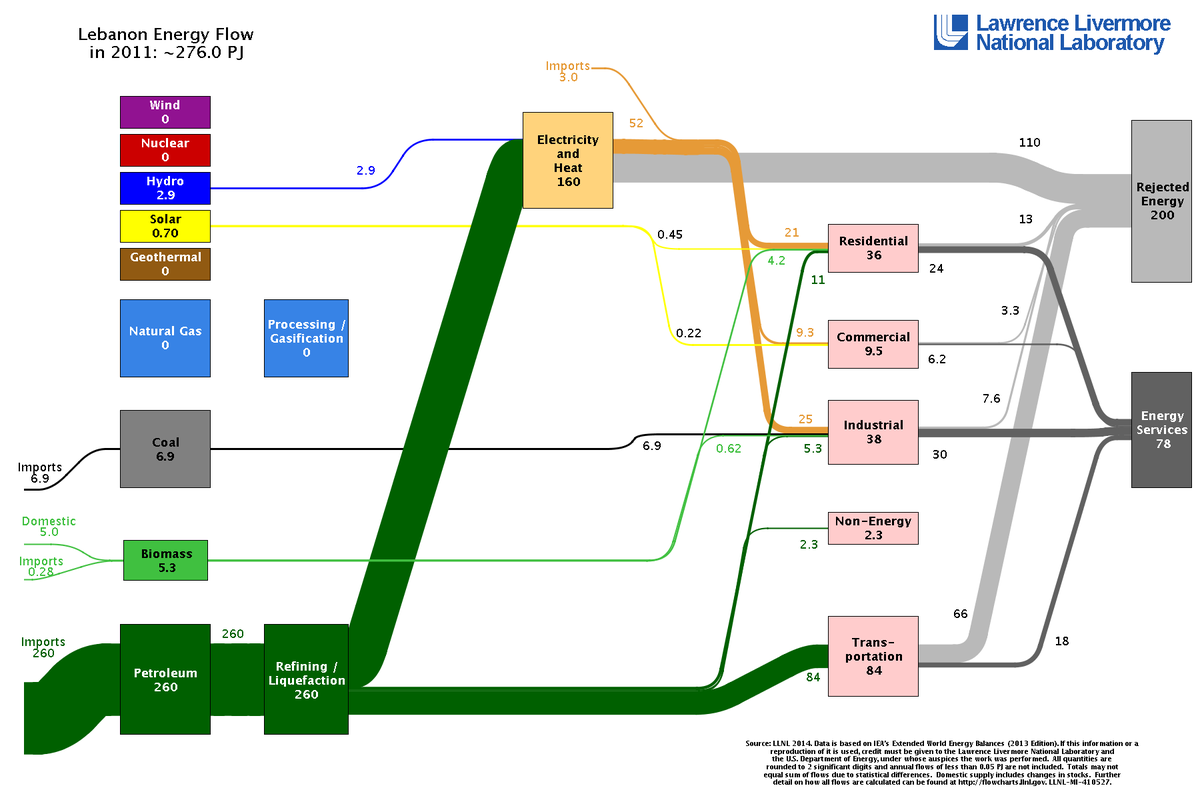 Lebanon Energy Flow
in 2011: ~276.0 PJ
Lawrence Livermore
National Laboratory
Imports
3.0
52
Wind
0
Nuclear
0
Hydro
2.9
2.9
Solar
0.70
Geothermal
0
Electricity
and
Heat
160
110
Rejected
Energy
200
0.45
21
4.2
11
Residential
36
13
24
Natural Gas
0
Processing /
Gasification
0
0.22
9.3
Commercial
9.5
3.3
6.2
Imports
6.9
Coal
6.9
6.9
25
0.62
5.3
Industrial
38
7.6
30
Energy
Services
78
Domestic
5.0
Imports
0.28
Biomass
5.3
2.3
Non-Energy
2.3
Imports
260
Petroleum
260
260
Refining /
Liquefaction
260
84
Trans-
portation
84
66
18
Source: LLNL 2014. Data is based on IEA's Extended World Energy Balances (2013 Edition). If this information or a
reproduction of it is used, credit must be given to the Lawrence Livermore National Laboratory and
the U.S. Department of Energy, under whose auspices the work was performed. All quantities are
rounded to 2 significant digits and annual flows of less than 0.05 PJ are not included. Totals may not
equal sum of flows due to statistical differences. Domestic supply includes changes in stocks. Further
detail on how all flows are calculated can be found at http://flowcharts.llnl.gov. LLNL-MI-410527.